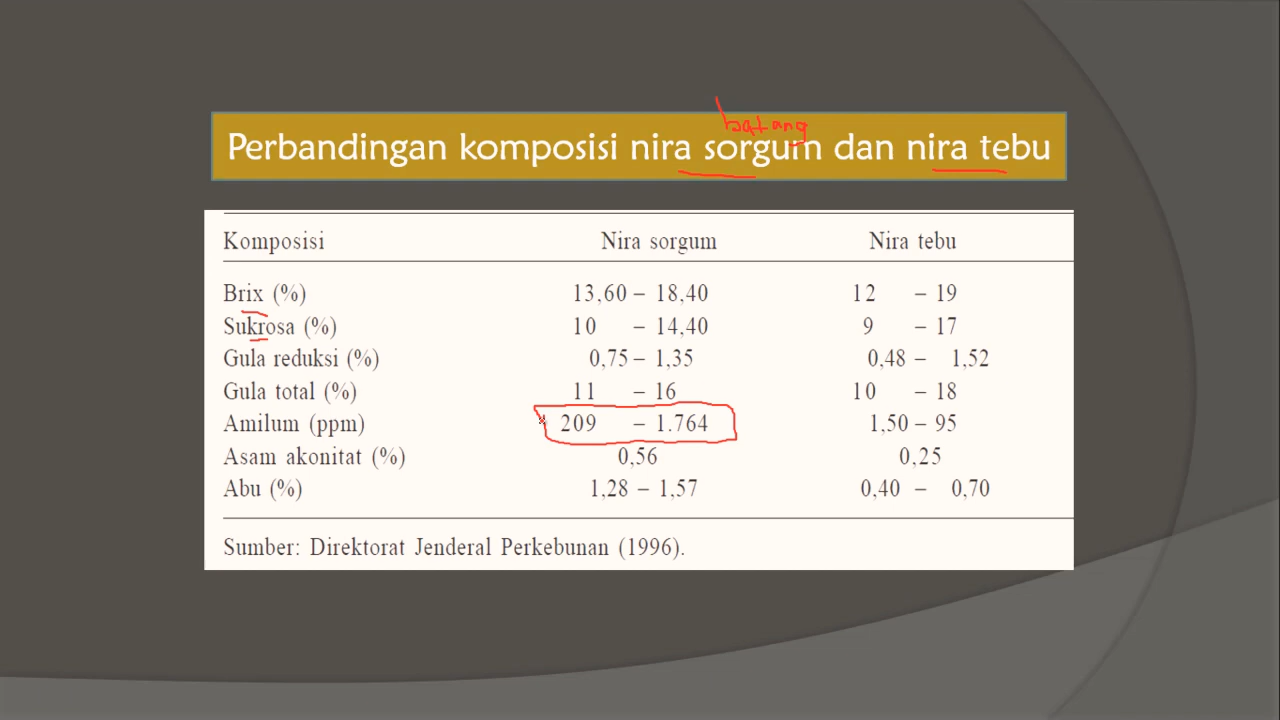 batang
Perbandingan komposisi nira sorgum dan nira tebu
Komposisi Nira sorgum Nira tebu
Brix (%) 13,60 – 18,40 12 – 19
Sukrosa (%) 10 – 14,40 9 – 17
Gula reduksi (%) 0,75 – 1,35 0,48 – 1,52
Gula total (%) 11 – 16 10 – 18
Amilum (ppm) 209 – 1.764 1,50 – 95
Asam akonitat (%) 0,56 0,25
Abu (%) 1,28 – 1,57 0,40 – 0,70
Sumber: Direktorat Jenderal Perkebunan (1996).